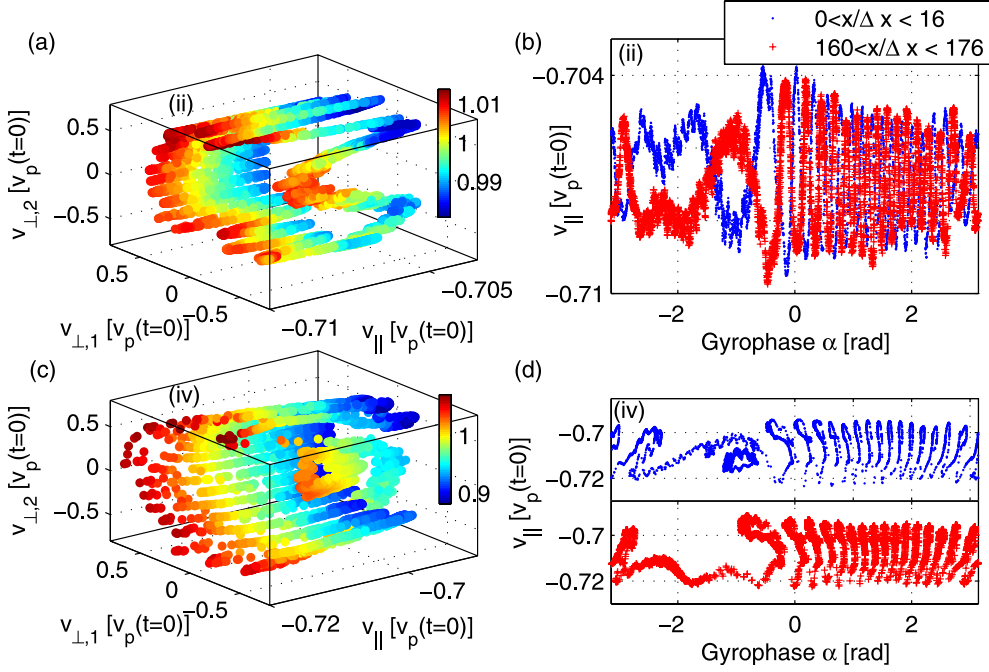 (a)
(ii)
0.5
0
−0.5
v⊥,2 [vp(t=0)]
0.5
0
−0.5
v⊥,1 [vp(t=0)]
−0.71
−0.705
v|| [vp(t=0)]
1.01
1
0.99
(b)
(ii)
0<x/Δ x < 16
160<x/Δ x < 176
−0.704
−0.71
v|| [vp(t=0)]
−2
0
2
Gyrophase α [rad]
(c)
(iv)
0.5
0
−0.5
v⊥,2 [vp(t=0)]
0.5
0
−0.5
v⊥,1 [vp(t=0)]
−0.72
−0.7
v|| [vp(t=0)]
1
0.9
(d)
(iv)
−0.7
−0.72
−0.7
−0.72
v|| [vp(t=0)]
−2
0
2
Gyrophase α [rad]